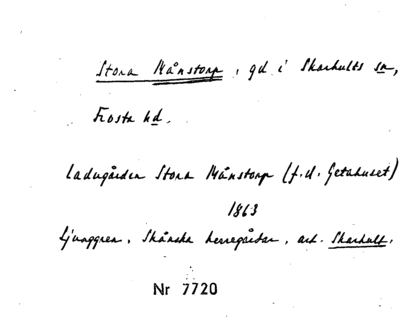 Stora Månstorp, gd i Skarhults sn,
Frosta hd.
Ladugården Stora Månstorp (f.d. Getahuset)
1863
Ljunggren, Skånska herregårdar, art. Skarhult.
Nr 7720